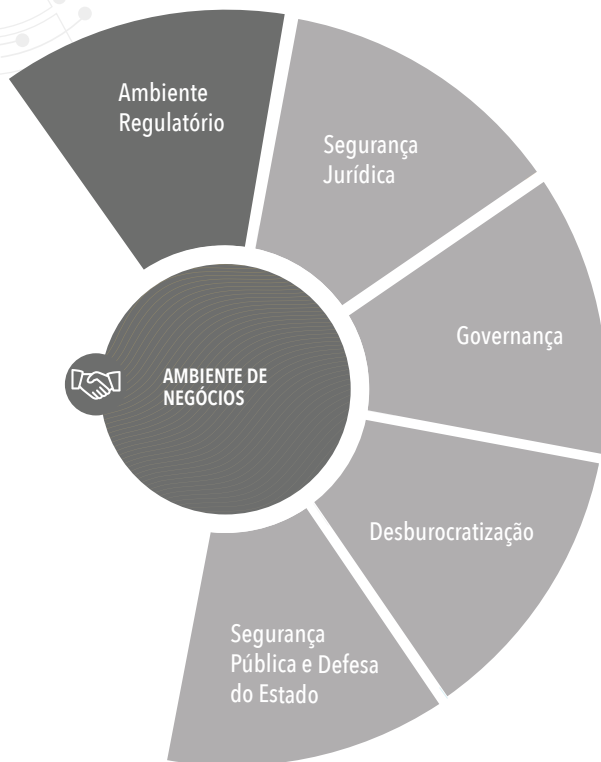 Ambiente
Regulatório
Segurança
Jurídica
Governança
AMBIENTE DE
NEGÓCIOS
Desburocratização
Segurança
Pública e Defesa
do Estado